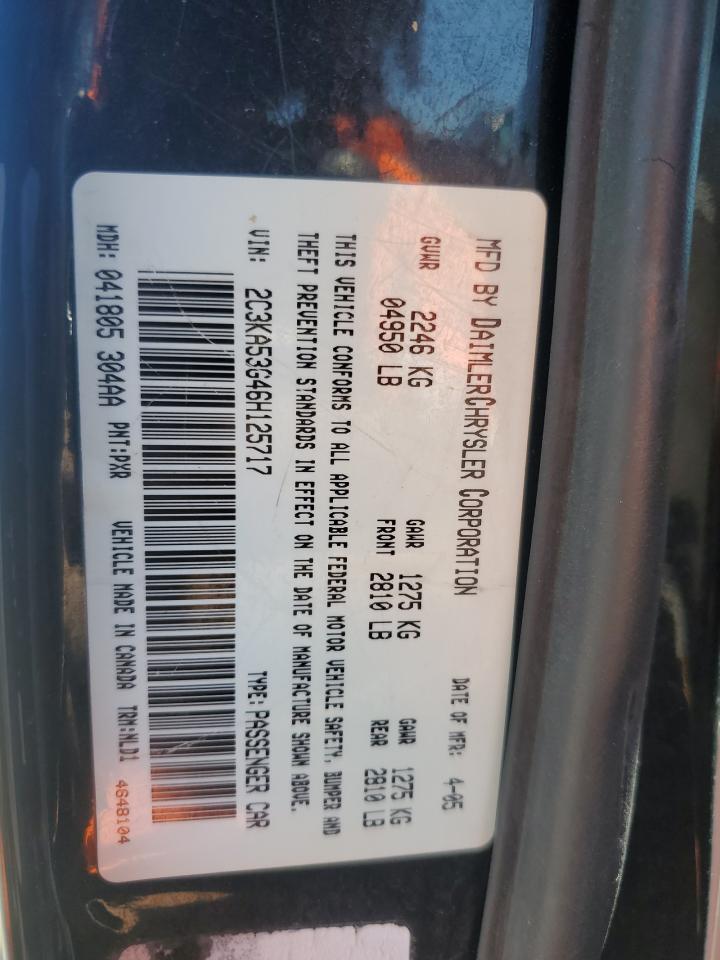 MFD BY DAIMLERCHRYSLER CORPORATION DATE OF MFR: 4-05
GVWR 2246 KG GAWR 1275 KG GAWR 1275 KG
04950 LB FRONT 2810 LB REAR 2810 LB
THIS VEHICLE CONFORMS TO ALL APPLICABLE FEDERAL MOTOR VEHICLE SAFETY, BUMPER AND
THEFT PREVENTION STANDARDS IN EFFECT ON THE DATE OF MANUFACTURE SHOWN ABOVE.
VIN: 2C3KA53G46H125717 TYPE: PASSENGER CAR
MDH: 041805 304AA PNT:PXR VEHICLE MADE IN CANADA TRM:NLD1 4648104